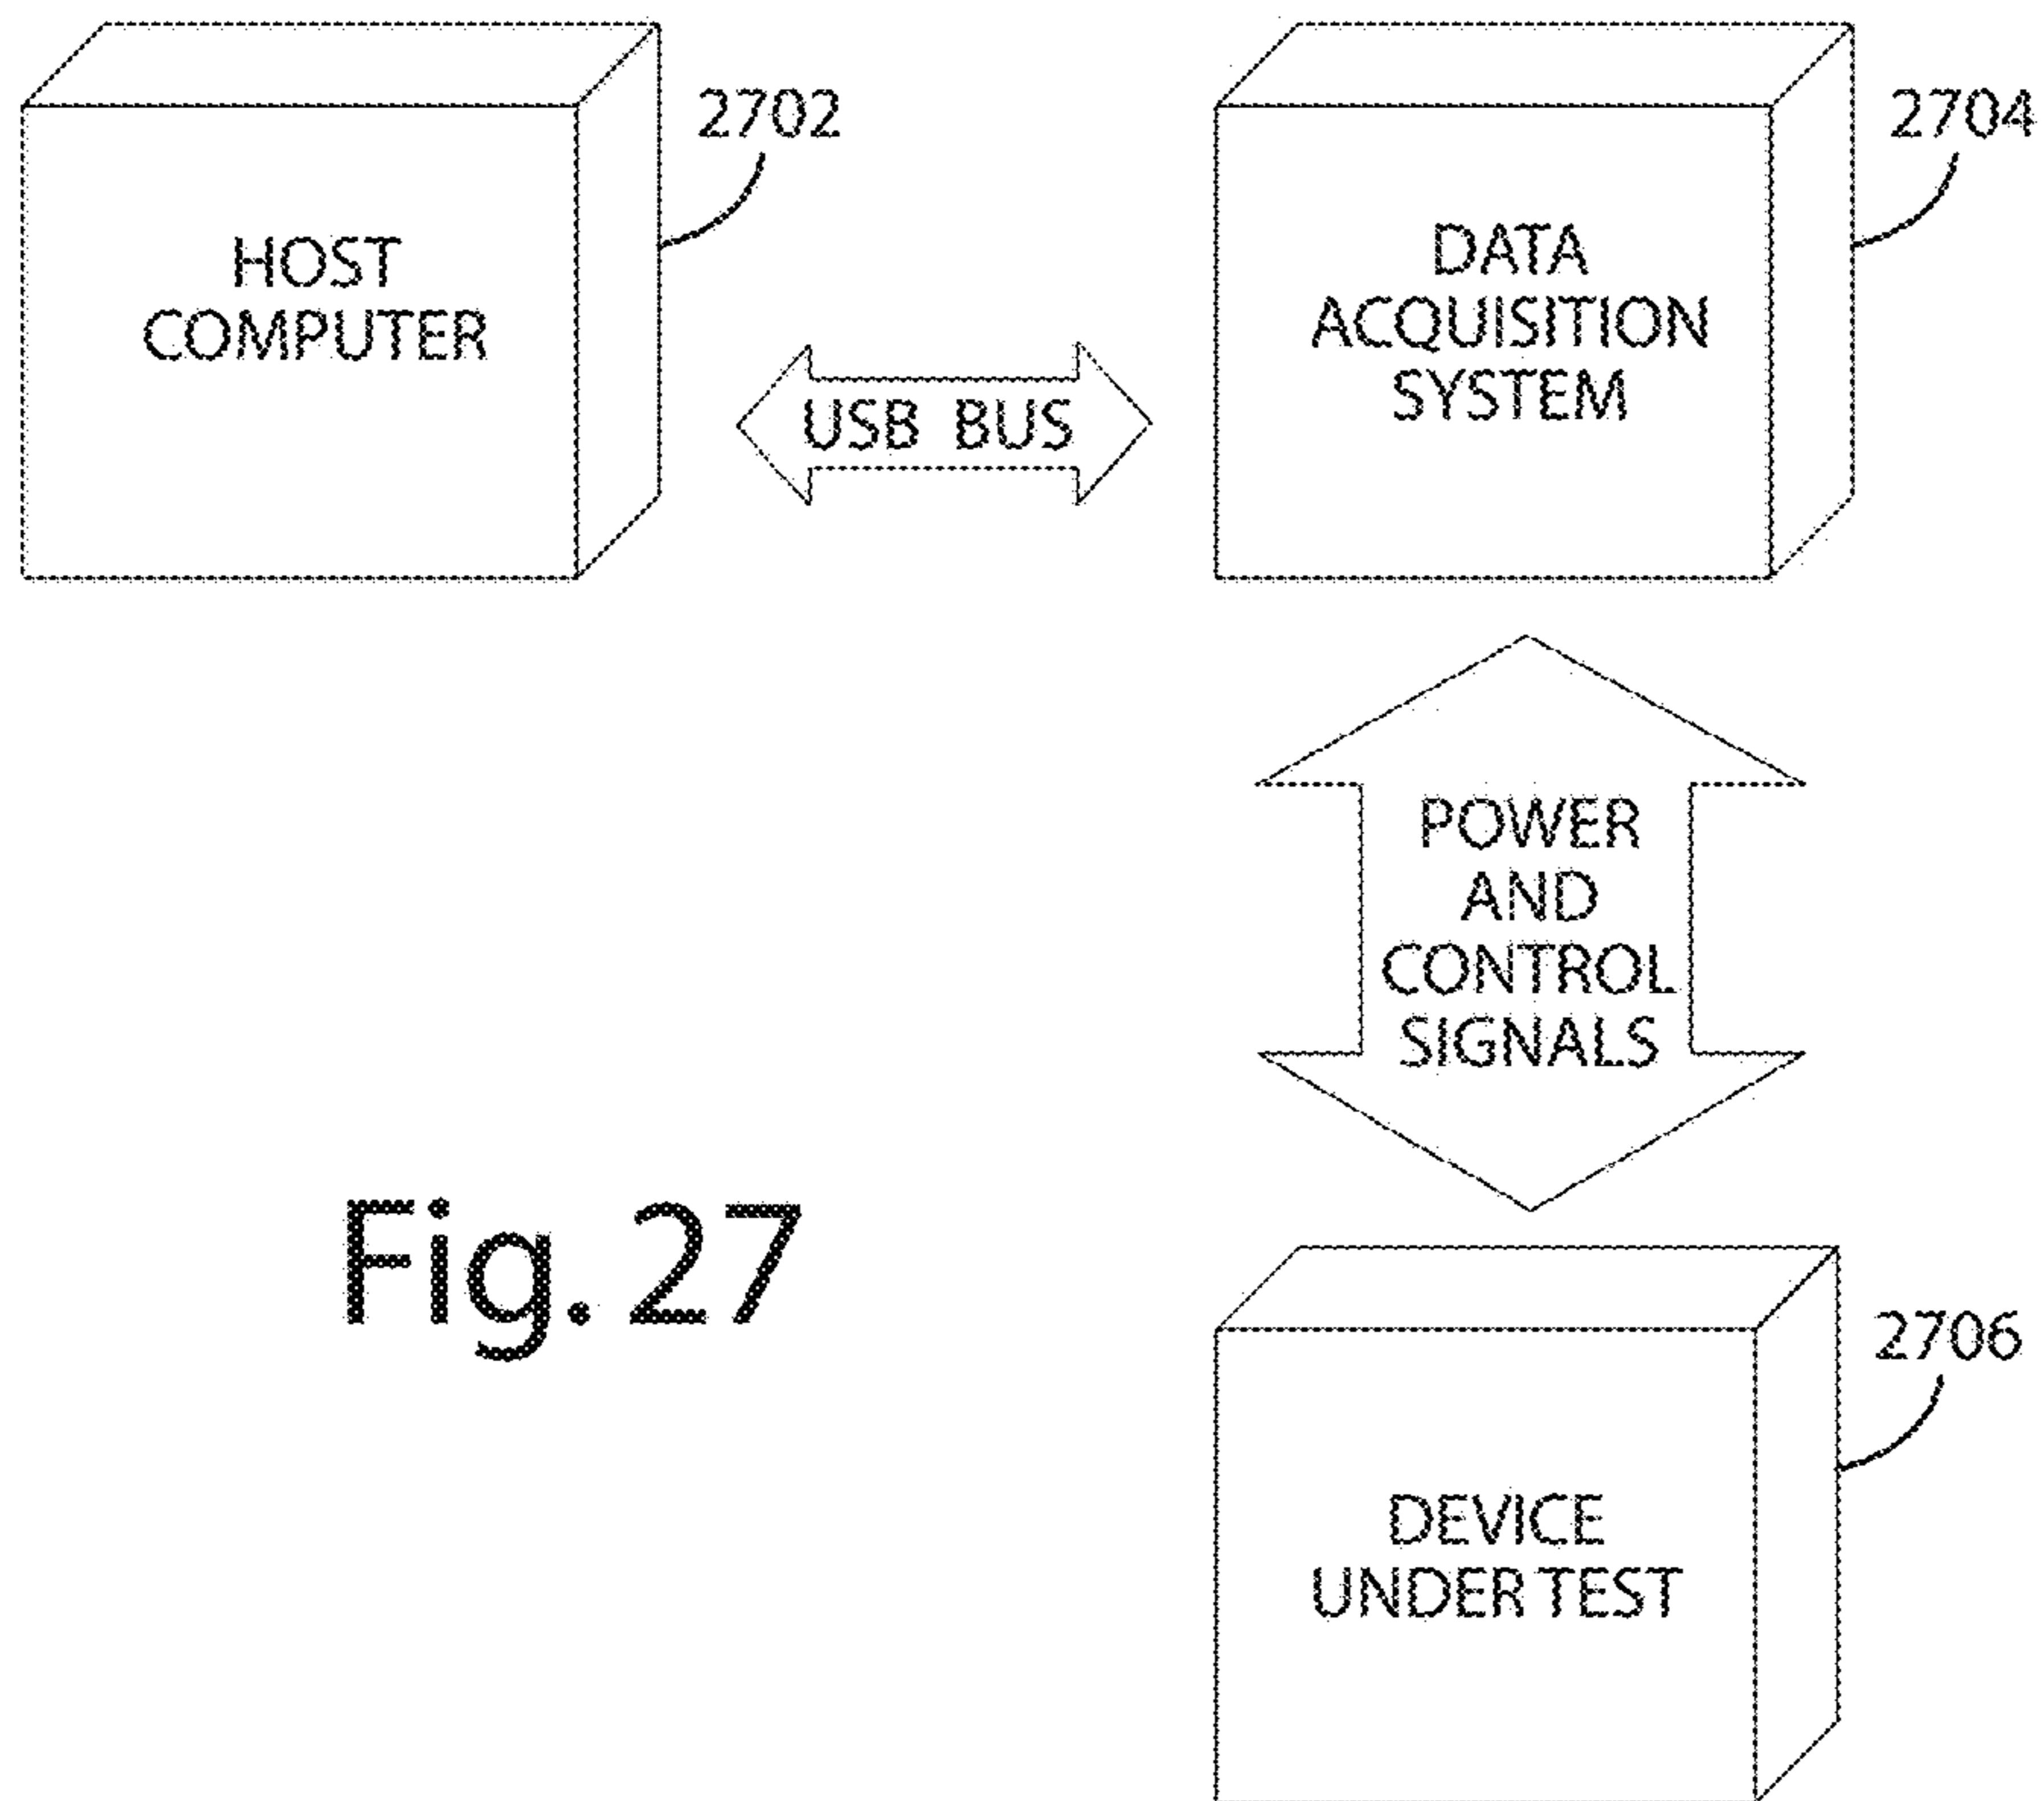 2702
HOST
COMPUTER
USB BUS
2704
DATA
ACQUISITION
SYSTEM
POWER
AND
CONTROL
SIGNALS
Fig. 27
2706
DEVICE
UNDER TEST